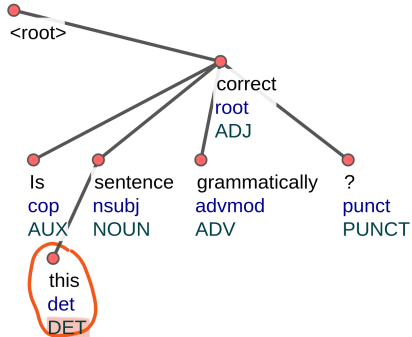 <root>
correct
root
ADJ
Is sentence grammatically ?
cop nsubj advmod punct
AUX NOUN ADV PUNCT
this
det
DET